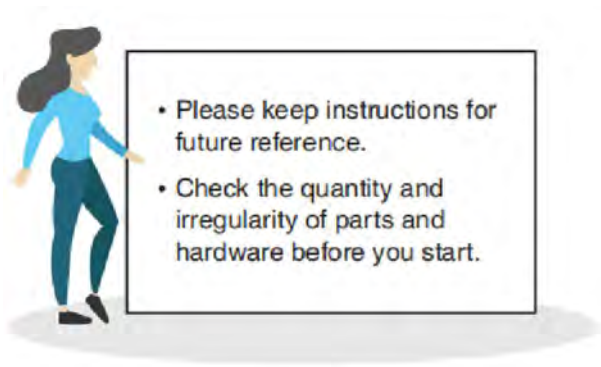 • Please keep instructions for
future reference.
• Check the quantity and
irregularity of parts and
hardware before you start.